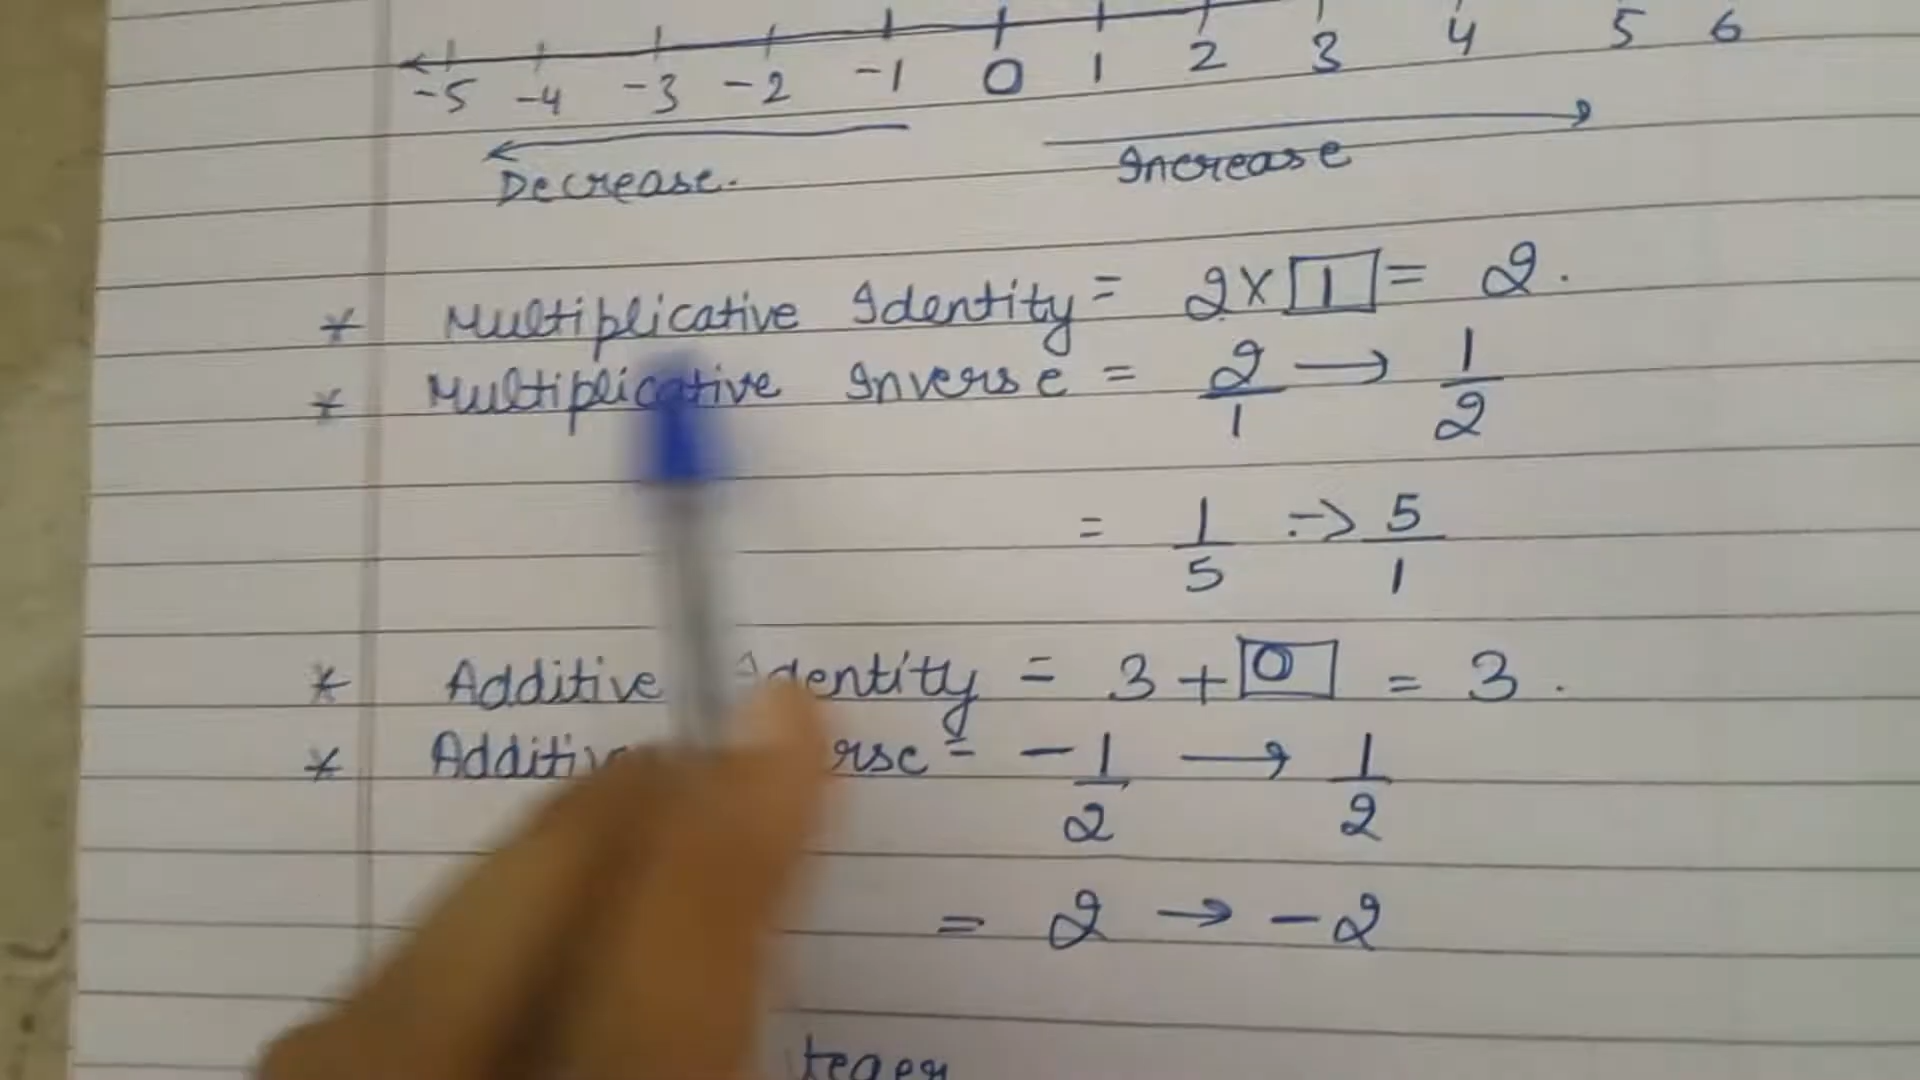 -5 -4 -3 -2 -1 0 1 2 3 4 5 6
Decrease. Increase
* Multiplicative Identity = 2 × 1 = 2.
* Multiplicative Inverse = 2/1 → 1/2
= 1/5 → 5/1
* Additive Identity = 3 + 0 = 3.
* = -1/2 → 1/2
= 2 → -2